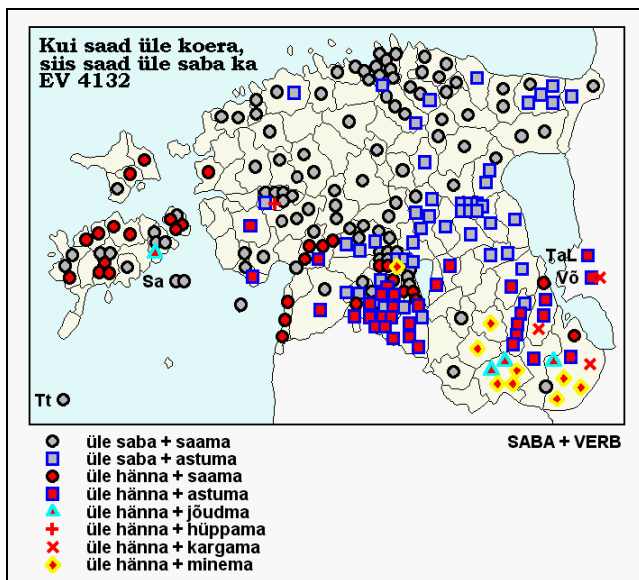 Kui saad üle koera,
siis saad üle saba ka
EV 4132
TaL
Võ
Sa
Tt
SABA + VERB
üle saba + saama
üle saba + astuma
üle hänna + saama
üle hänna + astuma
üle hänna + jõudma
üle hänna + hüppama
üle hänna + kargama
üle hänna + minema